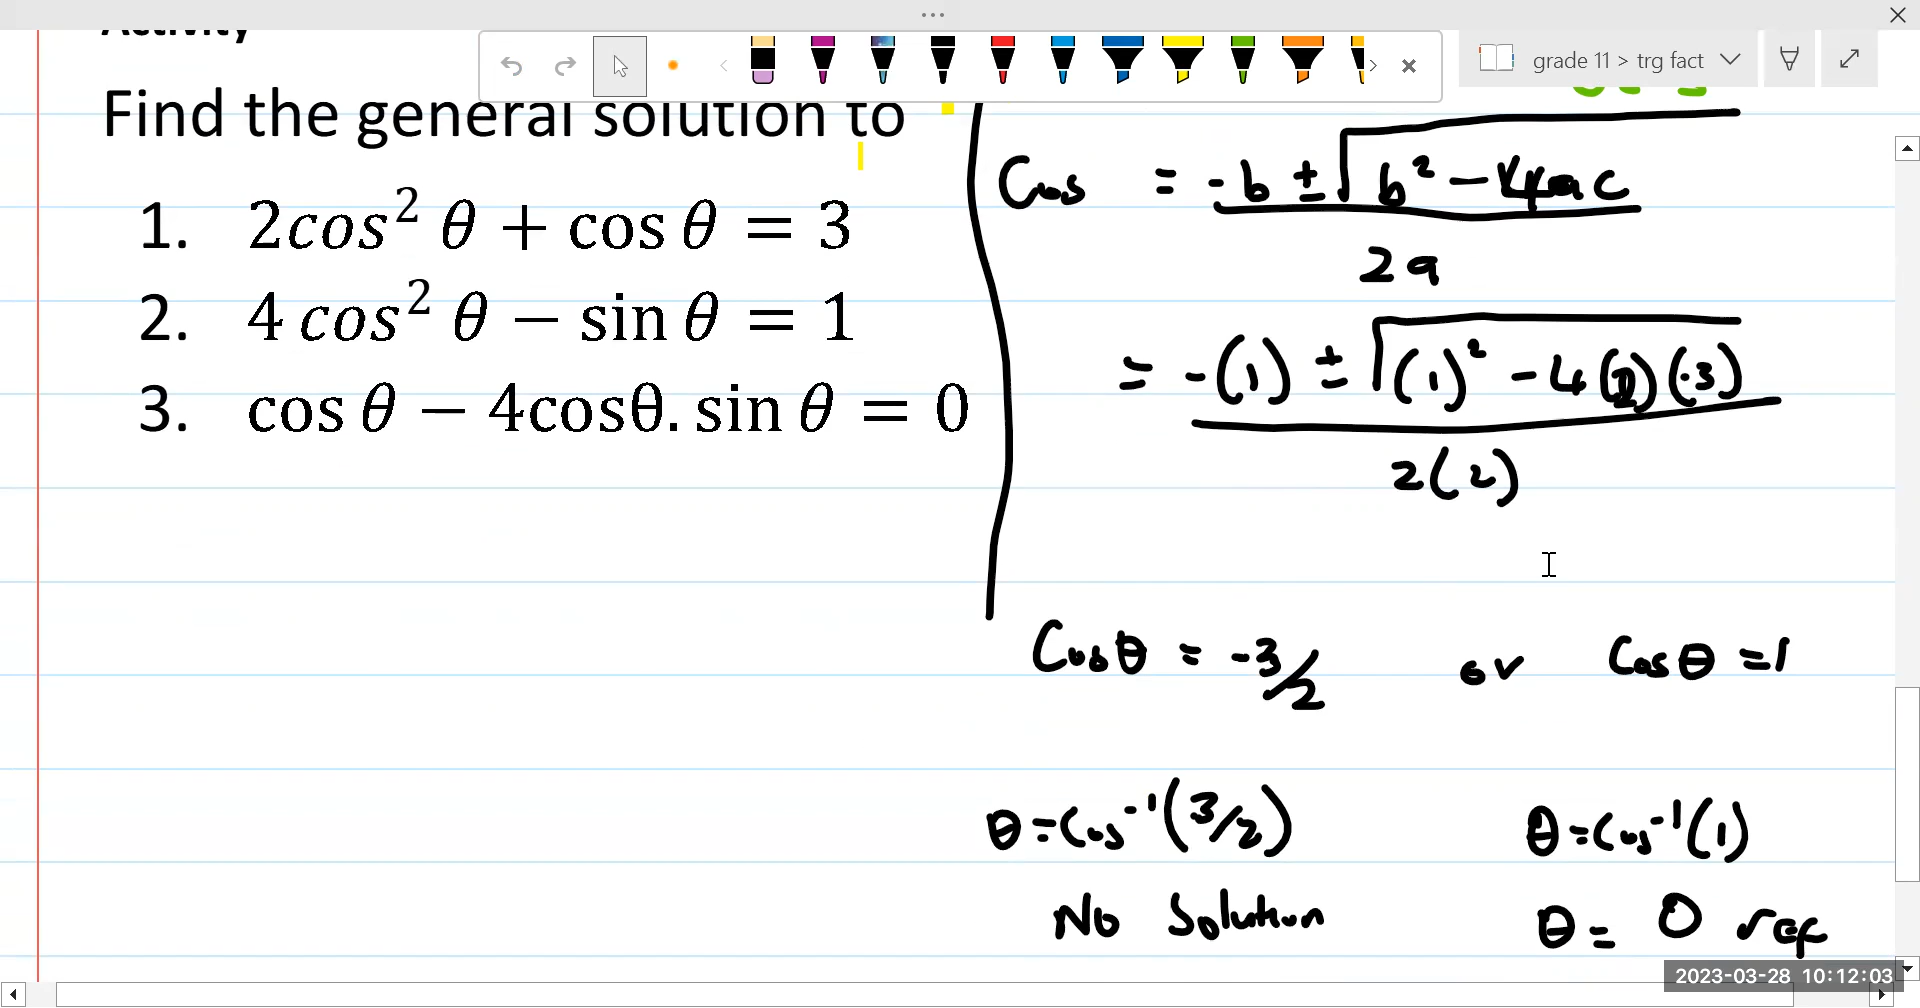 Activity
grade 11 > trg fact
Find the general solution to
1. 2cos² θ + cos θ = 3
2. 4 cos² θ − sin θ = 1
3. cos θ − 4cosθ. sin θ = 0
Cos = -b ± √b² - 4ac
2a
= -(1) ± √(1)² - 4(2)(-3)
2(2)
Cosθ = -3/2 or Cosθ = 1
θ = Cos⁻¹(3/2) θ = Cos⁻¹(1)
No Solution θ = 0 ref
2023-03-28 10:12:03